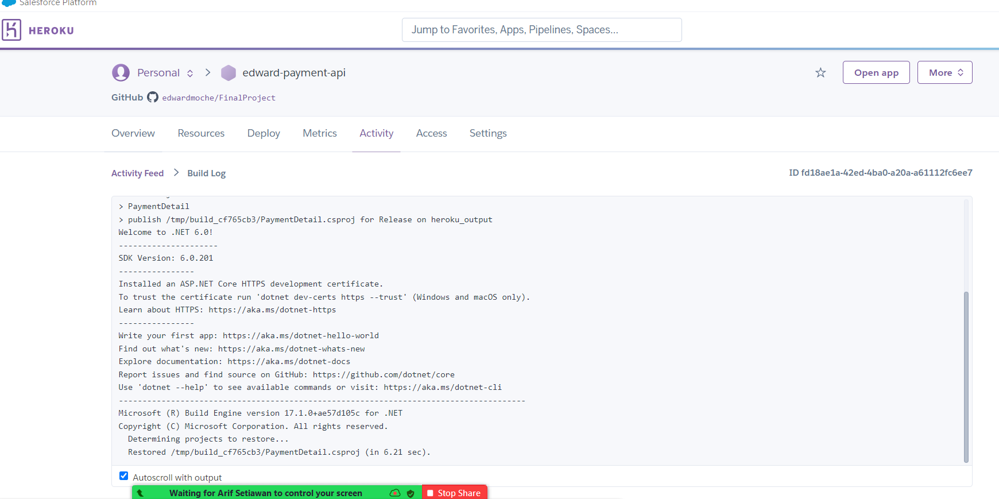 Salesforce Platform
HEROKU
Jump to Favorites, Apps, Pipelines, Spaces...
Personal
edward-payment-api
Open app
More
GitHub edwardmoche/FinalProject
Overview Resources Deploy Metrics Activity Access Settings
Activity Feed Build Log
ID fd18ae1a-42ed-4ba0-a20a-a61112fc6ee7
> PaymentDetail
> publish /tmp/build_cf765cb3/PaymentDetail.csproj for Release on heroku_output
Welcome to .NET 6.0!
---------------------
SDK Version: 6.0.201
----------------
Installed an ASP.NET Core HTTPS development certificate.
To trust the certificate run 'dotnet dev-certs https --trust' (Windows and macOS only).
Learn about HTTPS: https://aka.ms/dotnet-https
----------------
Write your first app: https://aka.ms/dotnet-hello-world
Find out what's new: https://aka.ms/dotnet-whats-new
Explore documentation: https://aka.ms/dotnet-docs
Report issues and find source on GitHub: https://github.com/dotnet/core
Use 'dotnet --help' to see available commands or visit: https://aka.ms/dotnet-cli
--------------------------------------------------------------------------------------
Microsoft (R) Build Engine version 17.1.0+ae57d105c for .NET
Copyright (C) Microsoft Corporation. All rights reserved.
Determining projects to restore...
Restored /tmp/build_cf765cb3/PaymentDetail.csproj (in 6.21 sec).
Autoscroll with output
Waiting for Arif Setiawan to control your screen
Stop Share